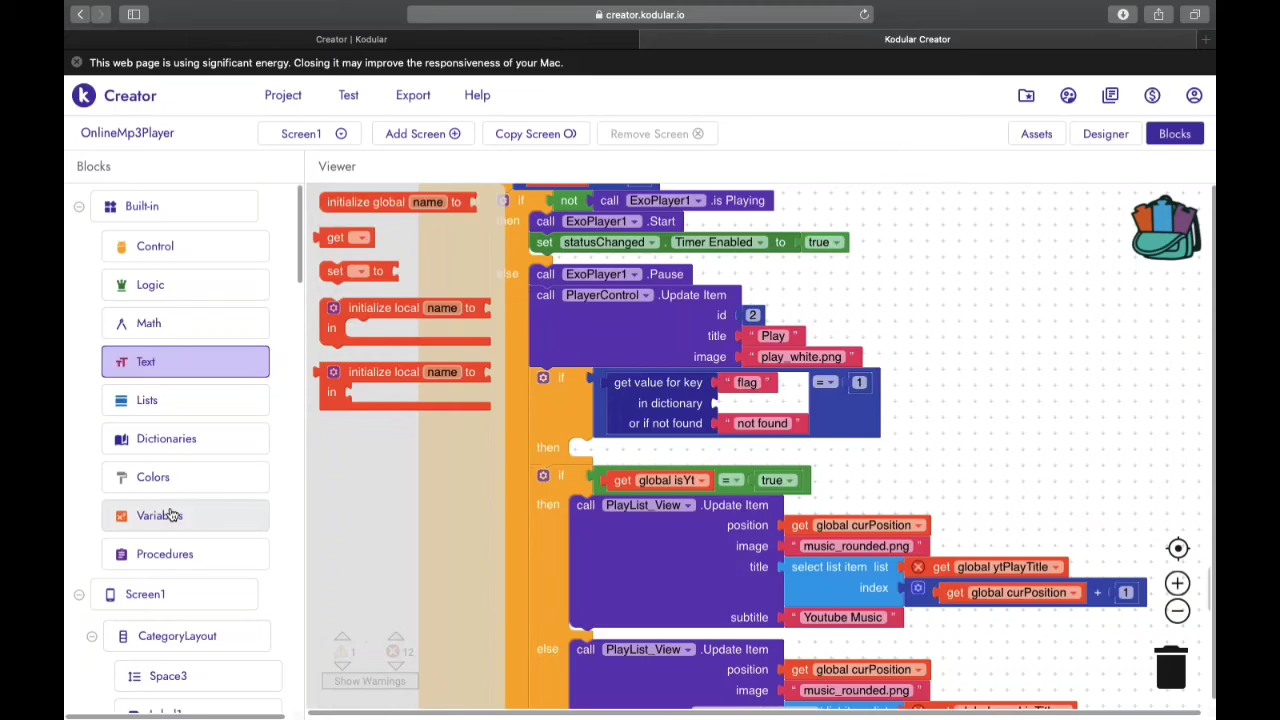 creator.kodular.io
Creator | Kodular
Kodular Creator
This web page is using significant energy. Closing it may improve the responsiveness of your Mac.
k Creator
Project
Test
Export
Help
OnlineMp3Player
Screen1
Add Screen
Copy Screen
Remove Screen
Assets
Designer
Blocks
Blocks
Viewer
Built-in
Control
Logic
Math
Text
Lists
Dictionaries
Colors
Variables
Procedures
Screen1
CategoryLayout
Space3
initialize global name to
get
set to
initialize local name to
in
initialize local name to
in
if not call ExoPlayer1 .is Playing
then call ExoPlayer1 .Start
set statusChanged . Timer Enabled to true
else call ExoPlayer1 .Pause
call PlayerControl .Update Item
id 2
title " Play "
image " play_white.png "
if get value for key " flag " = 1
in dictionary
or if not found " not found "
then
if get global isYt = true
then call PlayList_View .Update Item
position get global curPosition
image " music_rounded.png "
title select list item list get global ytPlayTitle
index get global curPosition + 1
subtitle " Youtube Music "
else call PlayList_View .Update Item
position get global curPosition
image " music_rounded.png "
1 12
Show Warnings